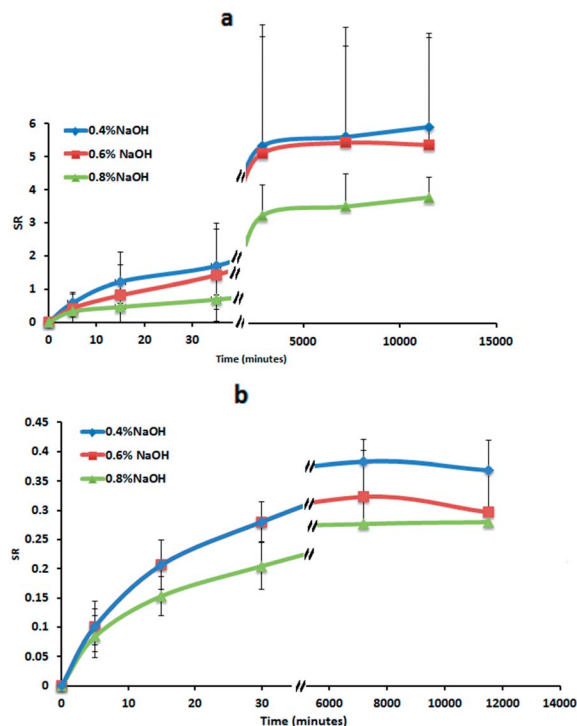 a
6
5
4
3
2
1
0
SR
0.4%NaOH
0.6% NaOH
0.8%NaOH
0 10 20 30 5000 10000 15000
Time (minutes)
b
0.45
0.4
0.35
0.3
0.25
0.2
0.15
0.1
0.05
0
SR
0.4%NaOH
0.6% NaOH
0.8%NaOH
0 10 20 30 6000 8000 10000 12000 14000
Time (minutes)